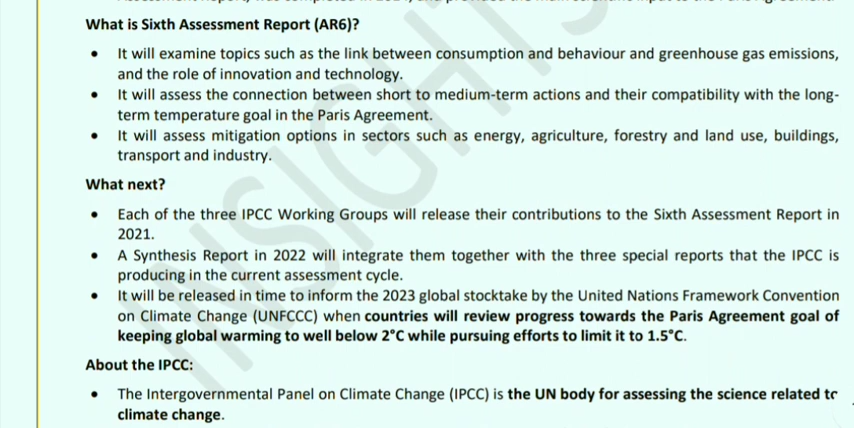 What is Sixth Assessment Report (AR6)?
• It will examine topics such as the link between consumption and behaviour and greenhouse gas emissions,
and the role of innovation and technology.
• It will assess the connection between short to medium-term actions and their compatibility with the long-
term temperature goal in the Paris Agreement.
• It will assess mitigation options in sectors such as energy, agriculture, forestry and land use, buildings,
transport and industry.
What next?
• Each of the three IPCC Working Groups will release their contributions to the Sixth Assessment Report in
2021.
• A Synthesis Report in 2022 will integrate them together with the three special reports that the IPCC is
producing in the current assessment cycle.
• It will be released in time to inform the 2023 global stocktake by the United Nations Framework Convention
on Climate Change (UNFCCC) when countries will review progress towards the Paris Agreement goal of
keeping global warming to well below 2°C while pursuing efforts to limit it to 1.5°C.
About the IPCC:
• The Intergovernmental Panel on Climate Change (IPCC) is the UN body for assessing the science related to
climate change.
INSIGHTS